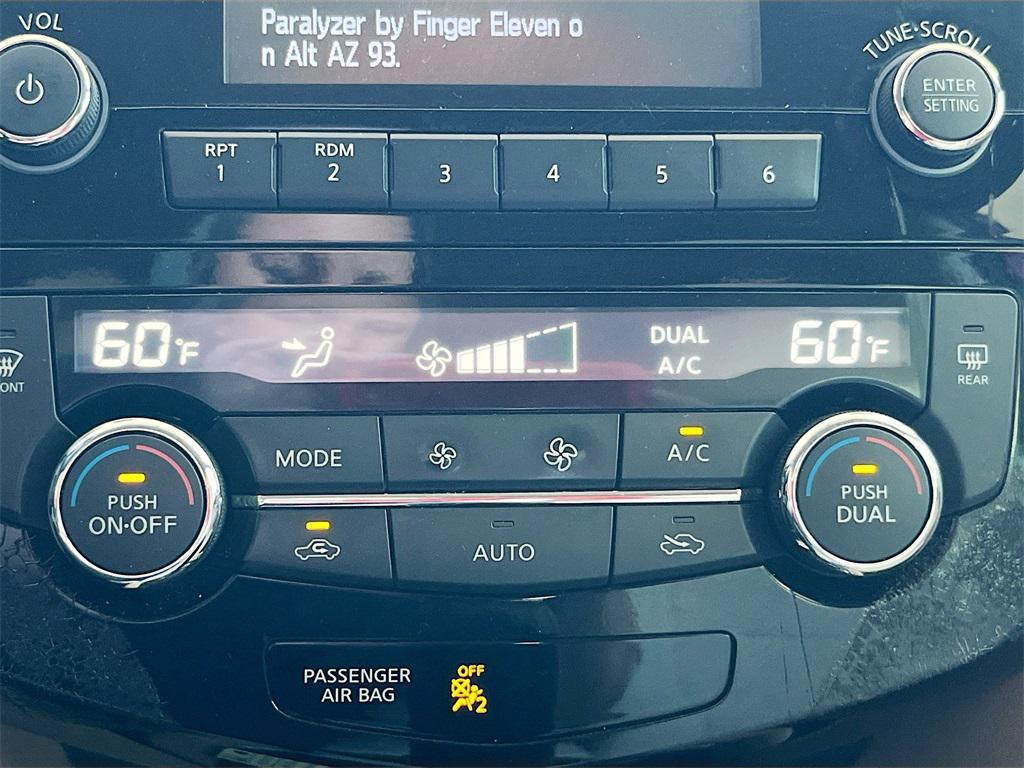 VOL
Paralyzer by Finger Eleven o
n Alt AZ 93.
TUNE·SCROLL
ENTER
SETTING
RPT
1
RDM
2
3
4
5
6
60°F
DUAL
A/C
60°F
ONT
REAR
MODE
A/C
PUSH
ON·OFF
PUSH
DUAL
AUTO
PASSENGER
AIR BAG
OFF
2